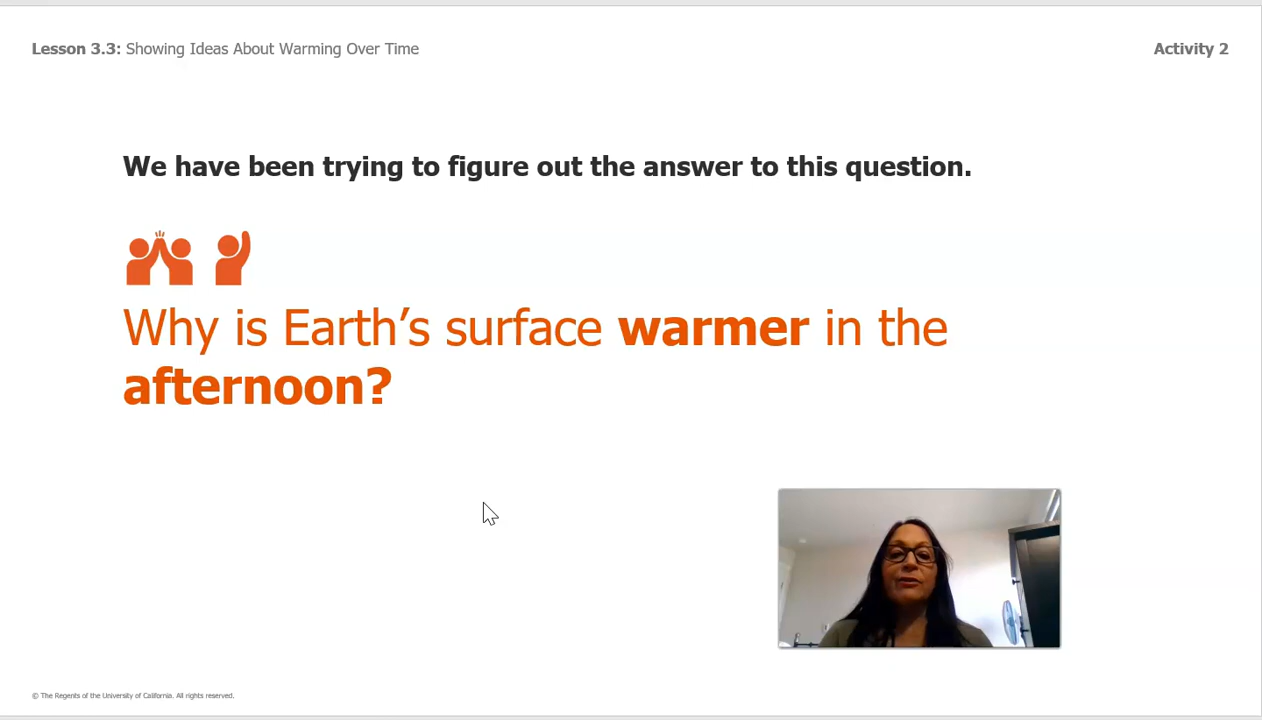 Lesson 3.3: Showing Ideas About Warming Over Time
Activity 2
We have been trying to figure out the answer to this question.
Why is Earth’s surface warmer in the
afternoon?
© The Regents of the University of California. All rights reserved.